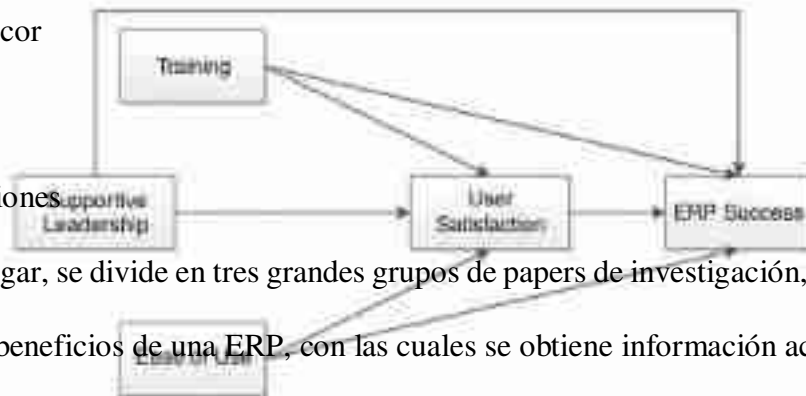 cor
Training
iones
Supportive
Leadership
User
Satisfaction
ERP Success
gar, se divide en tres grandes grupos de papers de investigación,
beneficios de una ERP, con las cuales se obtiene información ac